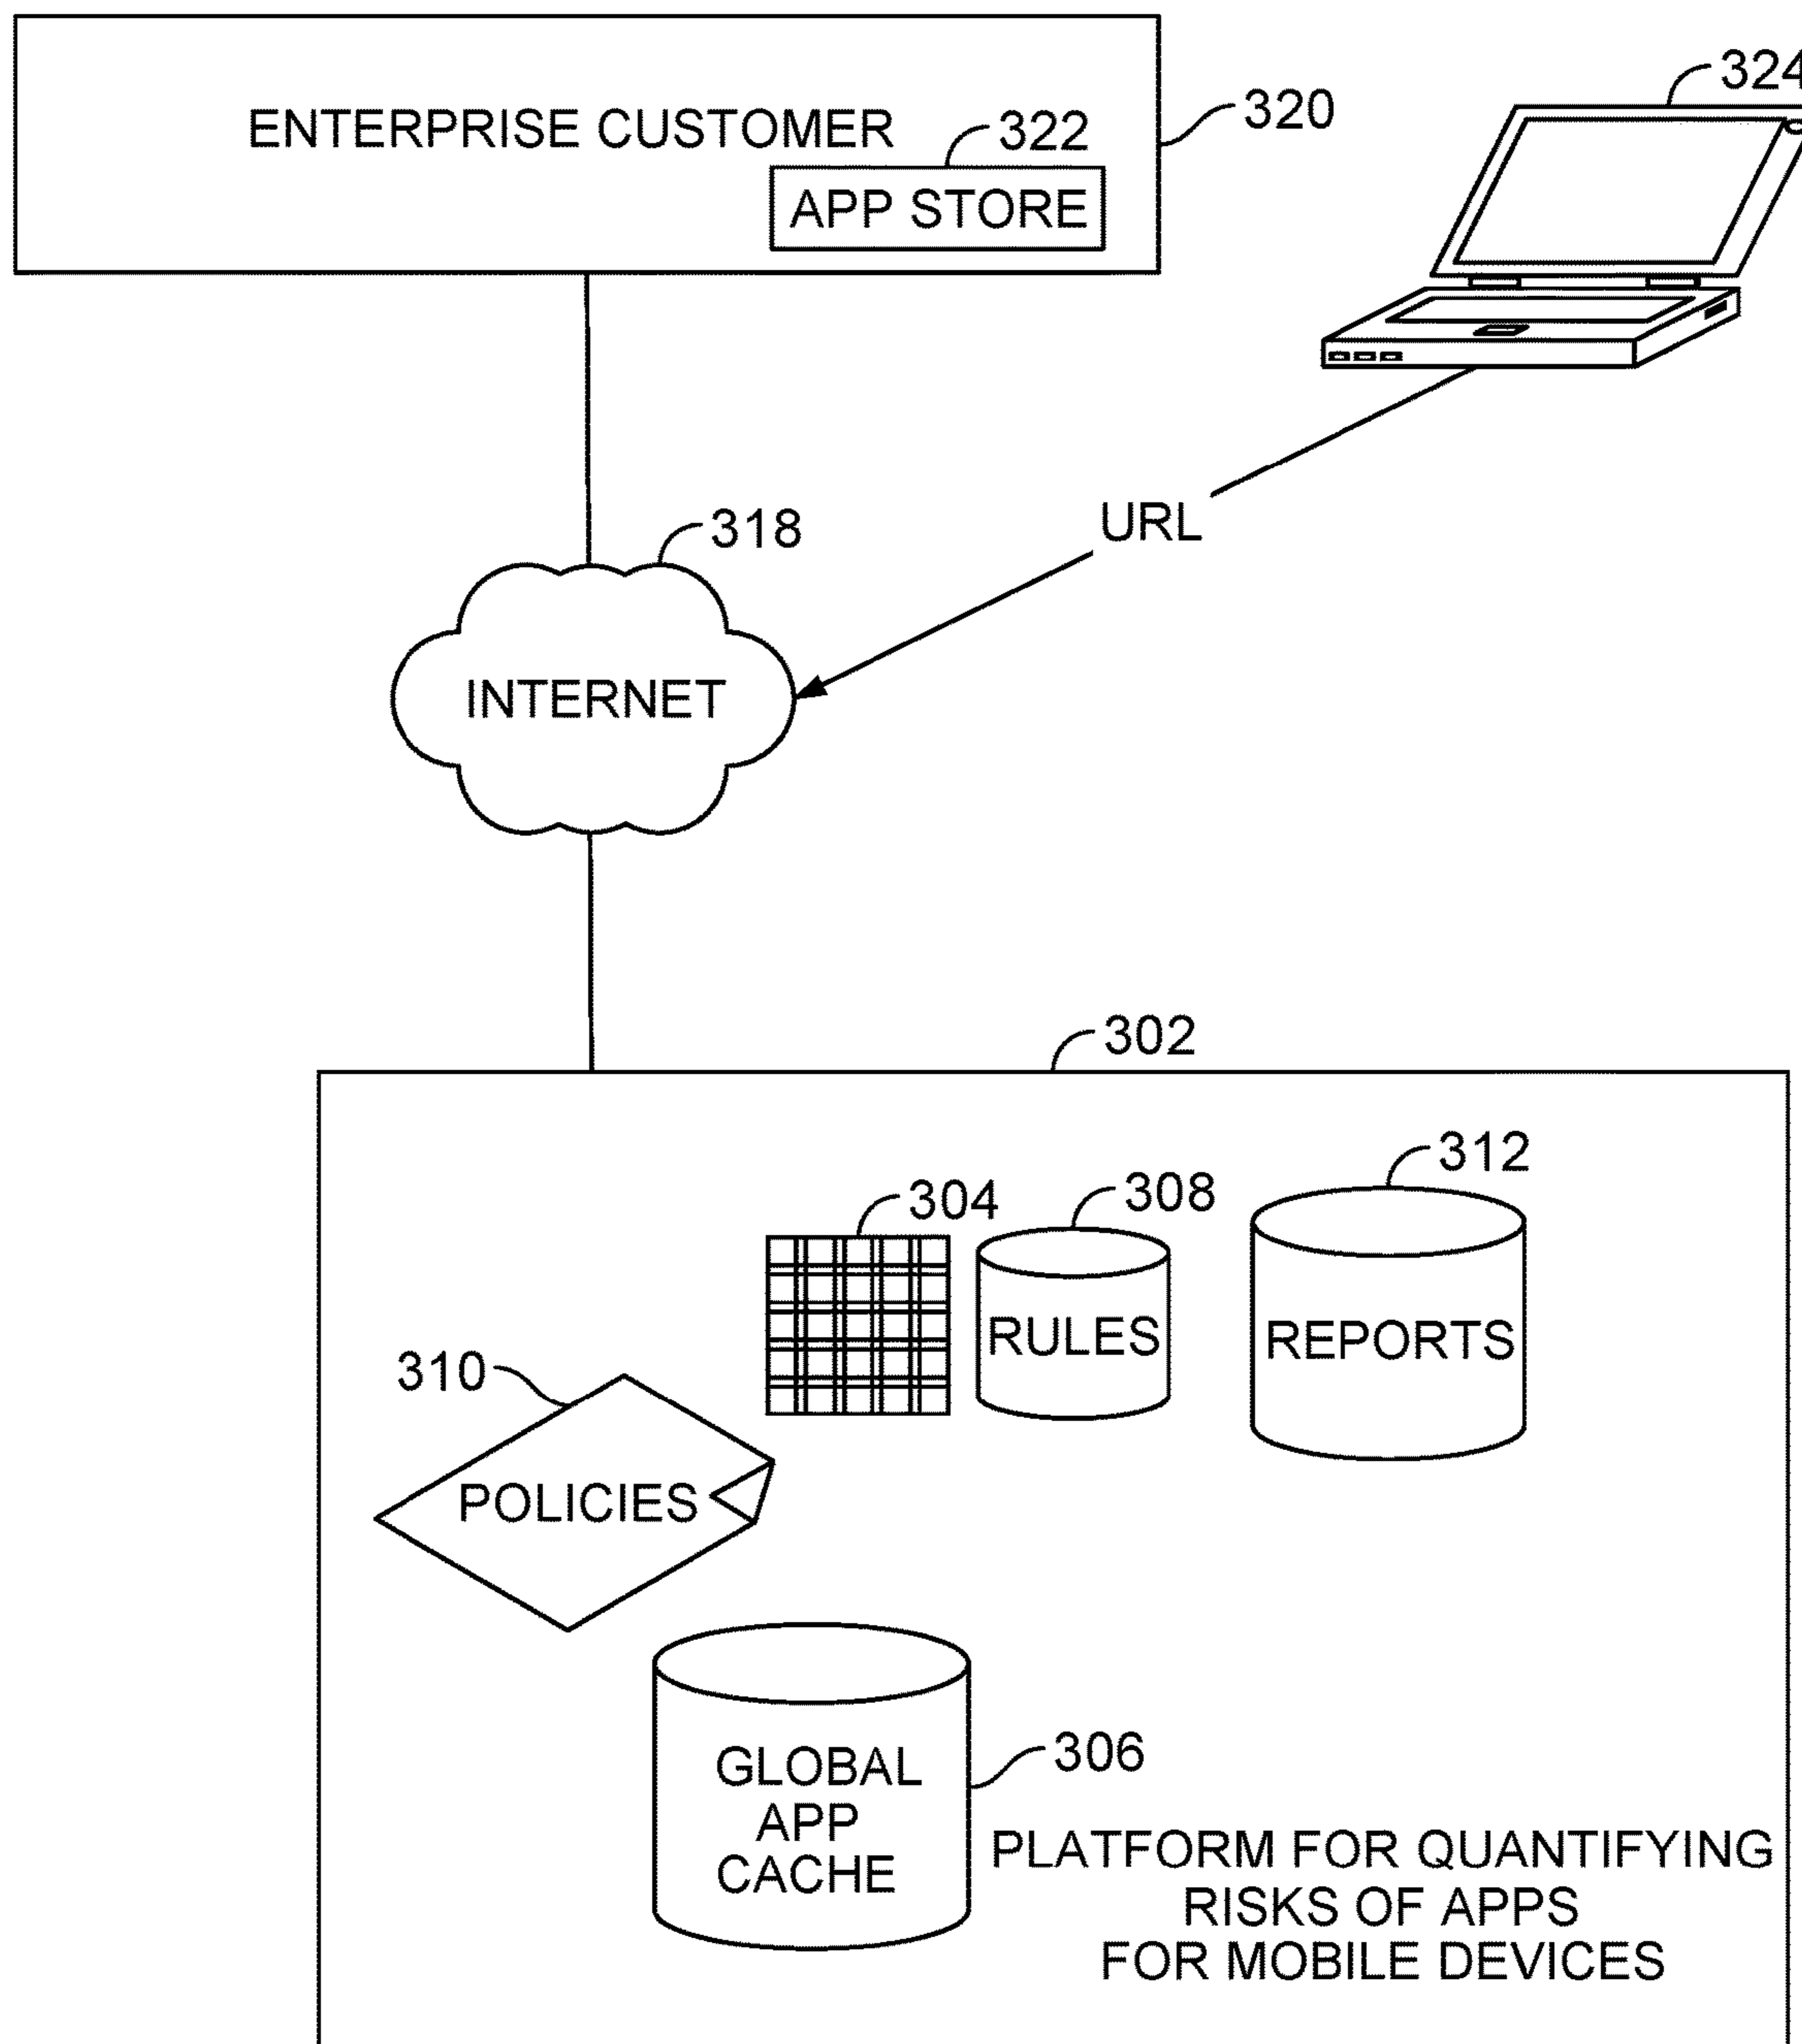 324
320
ENTERPRISE CUSTOMER
322
APP STORE
URL
318
INTERNET
302
312
304
308
RULES
REPORTS
310
POLICIES
306
GLOBAL
APP
CACHE
PLATFORM FOR QUANTIFYING
RISKS OF APPS
FOR MOBILE DEVICES